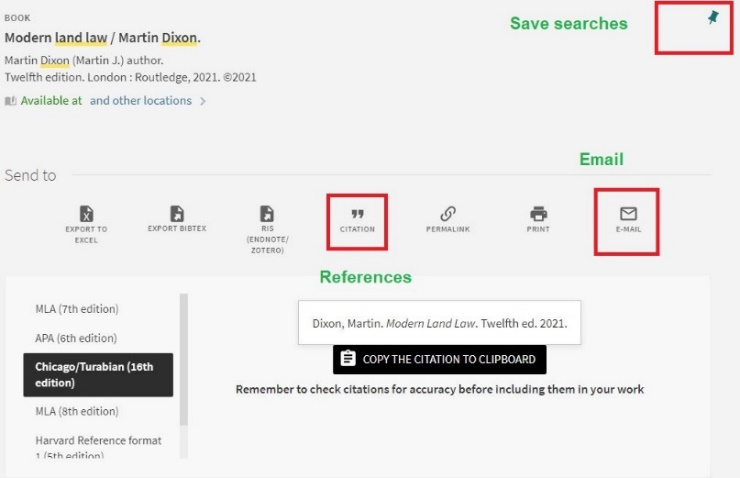 BOOK
Save searches
Modern land law / Martin Dixon.
Martin Dixon (Martin J.) author.
Twelfth edition. London : Routledge, 2021. ©2021
Available at and other locations >
Email
Send to
EXPORT TO EXCEL
EXPORT BIBTEX
RIS (ENDNOTE/ZOTERO)
CITATION
PERMALINK
PRINT
E-MAIL
References
MLA (7th edition)
APA (6th edition)
Chicago/Turabian (16th
edition)
MLA (8th edition)
Harvard Reference format
1 (5th edition)
Dixon, Martin. Modern Land Law. Twelfth ed. 2021.
COPY THE CITATION TO CLIPBOARD
Remember to check citations for accuracy before including them in your work